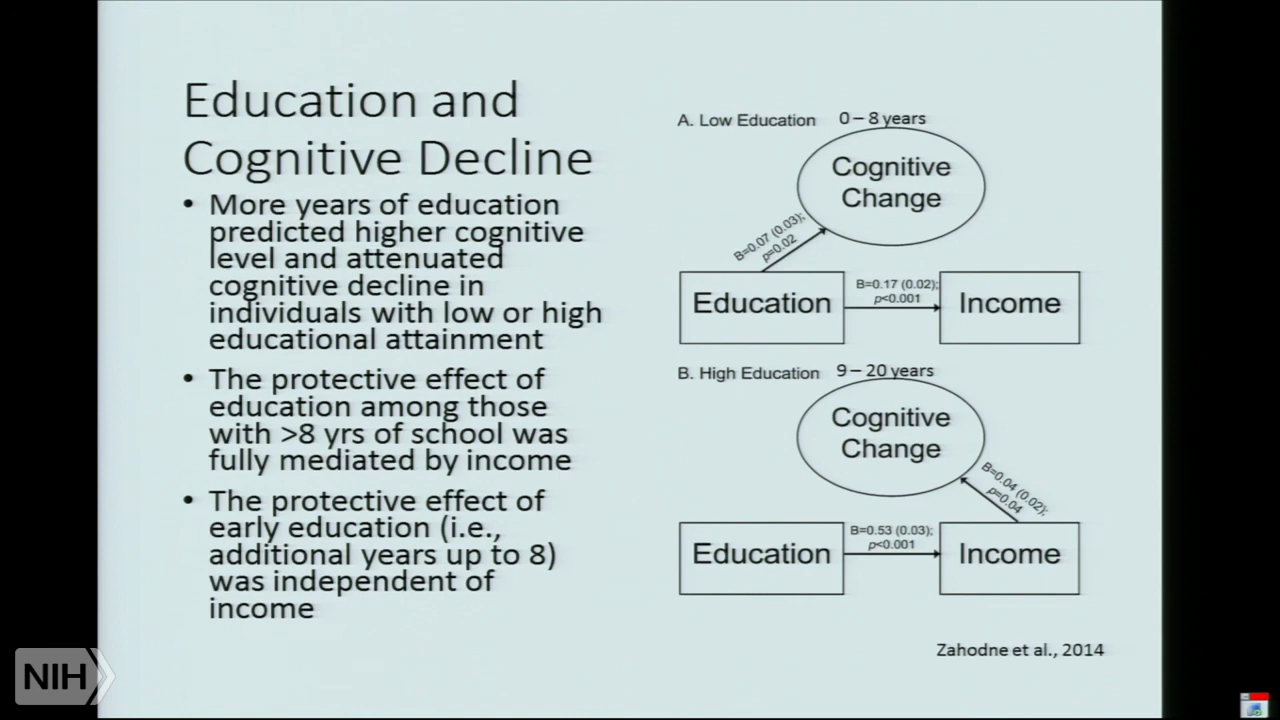 Education and
Cognitive Decline
• More years of education
predicted higher cognitive
level and attenuated
cognitive decline in
individuals with low or high
educational attainment
• The protective effect of
education among those
with >8 yrs of school was
fully mediated by income
• The protective effect of
early education (i.e.,
additional years up to 8)
was independent of
income
A. Low Education 0 – 8 years
Cognitive
Change
B=0.07 (0.03);
p=0.02
Education
B=0.17 (0.02);
p<0.001
Income
B. High Education 9 – 20 years
Cognitive
Change
B=0.04 (0.02);
p=0.04
Education
B=0.53 (0.03);
p<0.001
Income
Zahodne et al., 2014
NIH